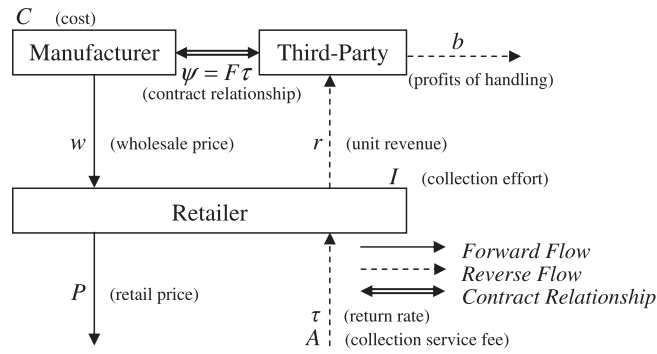 C (cost)
Manufacturer
Third-Party
b
ψ = Fτ
(contract relationship)
(profits of handling)
w (wholesale price)
r (unit revenue)
I (collection effort)
Retailer
P (retail price)
Forward Flow
Reverse Flow
Contract Relationship
τ (return rate)
A (collection service fee)